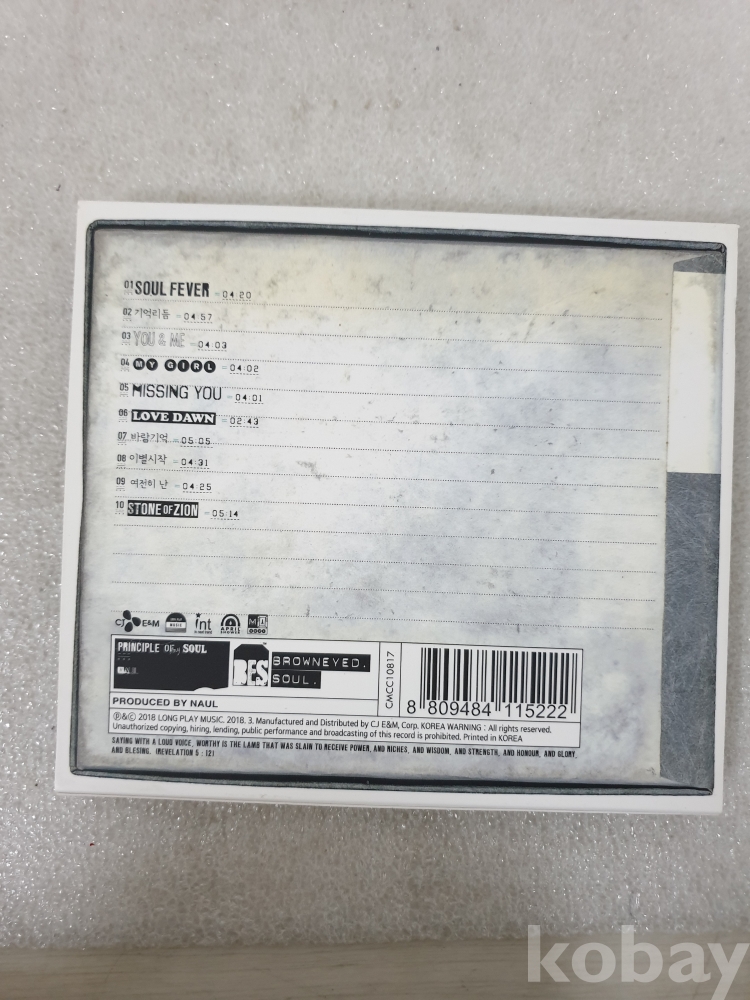 01 SOUL FEVER - 04:20
02 기억리듬 - 04:57
03 YOU & ME - 04:03
04 MY GIRL - 04:02
05 MISSING YOU - 04:01
06 LOVE DAWN - 02:43
07 바람기억 - 05:05
08 이별시작 - 04:31
09 여전히 난 - 04:25
10 STONE OF ZION - 05:14
CJ E&M int APRIL SHOWER
PRINCIPLE OF my SOUL
BES BROWNEYED. SOUL.
PRODUCED BY NAUL
CMCC10817
8 809484 115222
℗&© 2018 LONG PLAY MUSIC. 2018. 3. Manufactured and Distributed by CJ E&M, Corp. KOREA WARNING : All rights reserved.
Unauthorized copying, hiring, lending, public performance and broadcasting of this record is prohibited. Printed in KOREA
SAYING WITH A LOUD VOICE, WORTHY IS THE LAMB THAT WAS SLAIN TO RECEIVE POWER, AND RICHES, AND WISDOM, AND STRENGTH, AND HONOUR, AND GLORY,
AND BLESING. (REVELATION 5 : 12)
kobay